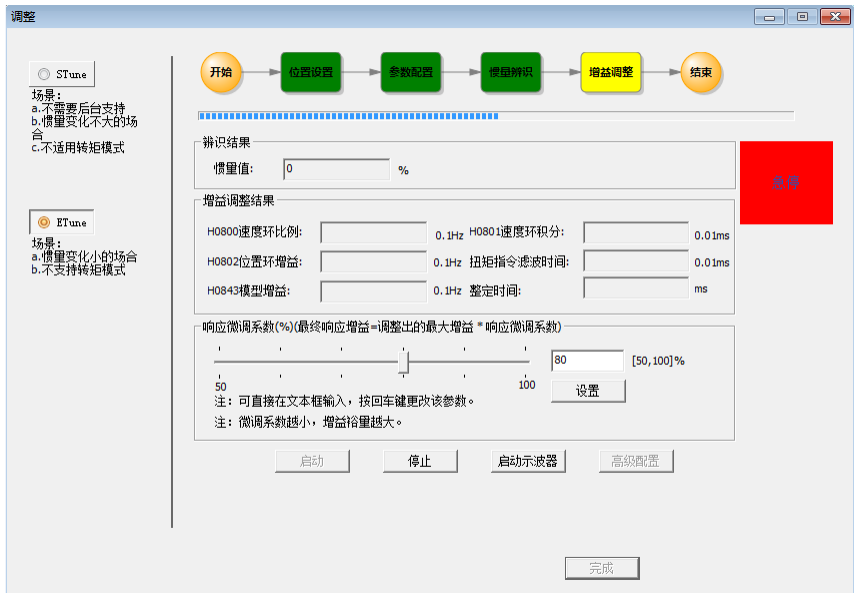 调整
开始
位置设置
参数配置
惯量辨识
增益调整
结束
STune
场景:
a.不需要后台支持
b.惯量变化不大的场
合
c.不适用转矩模式
ETune
场景:
a.惯量变化小的场合
b.不支持转矩模式
辨识结果
惯量值: 0 %
急停
增益调整结果
H0800速度环比例: 0.1Hz H0801速度环积分: 0.01ms
H0802位置环增益: 0.1Hz 扭矩指令滤波时间: 0.01ms
H0843模型增益: 0.1Hz 整定时间: ms
响应微调系数(%)(最终响应增益=调整出的最大增益 * 响应微调系数)
80 [50,100]%
50 100
设置
注: 可直接在文本框输入，按回车键更改该参数。
注: 微调系数越小，增益裕量越大。
启动 停止 启动示波器 高级配置
完成